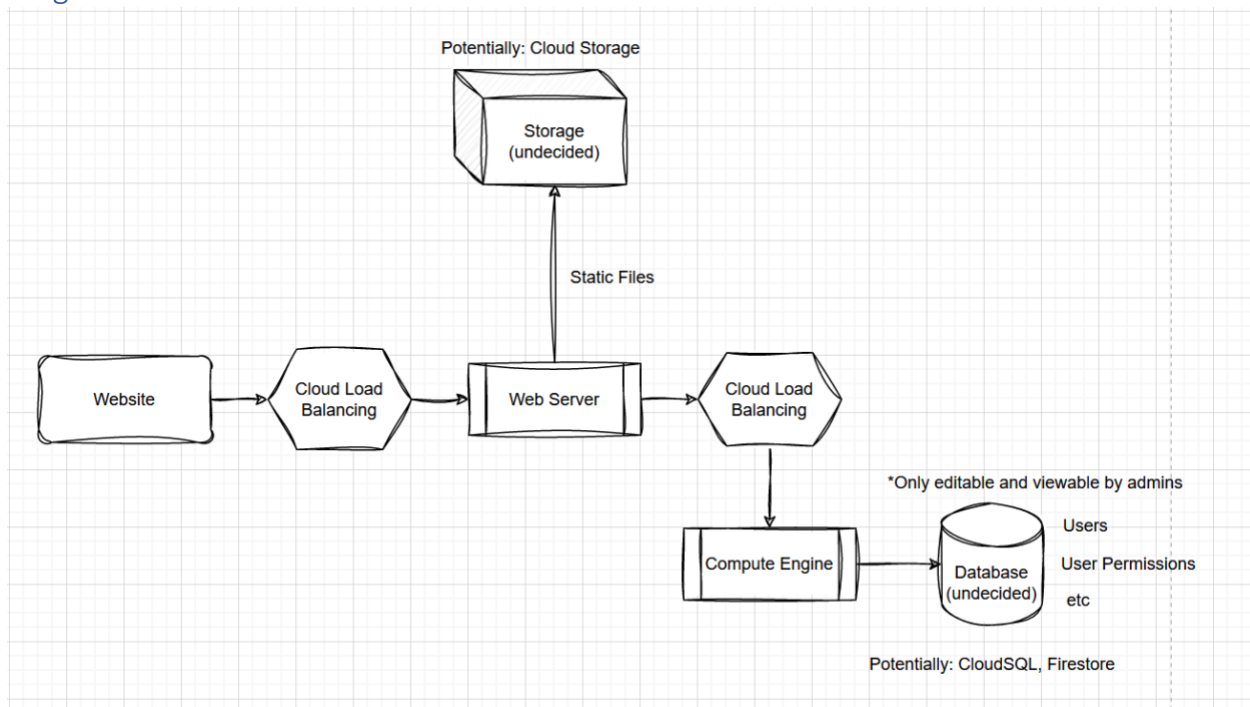 Potentially: Cloud Storage
Storage
(undecided)
Static Files
Website
Cloud Load
Balancing
Web Server
Cloud Load
Balancing
*Only editable and viewable by admins
Users
Compute Engine
User Permissions
Database
(undecided)
etc
Potentially: CloudSQL, Firestore